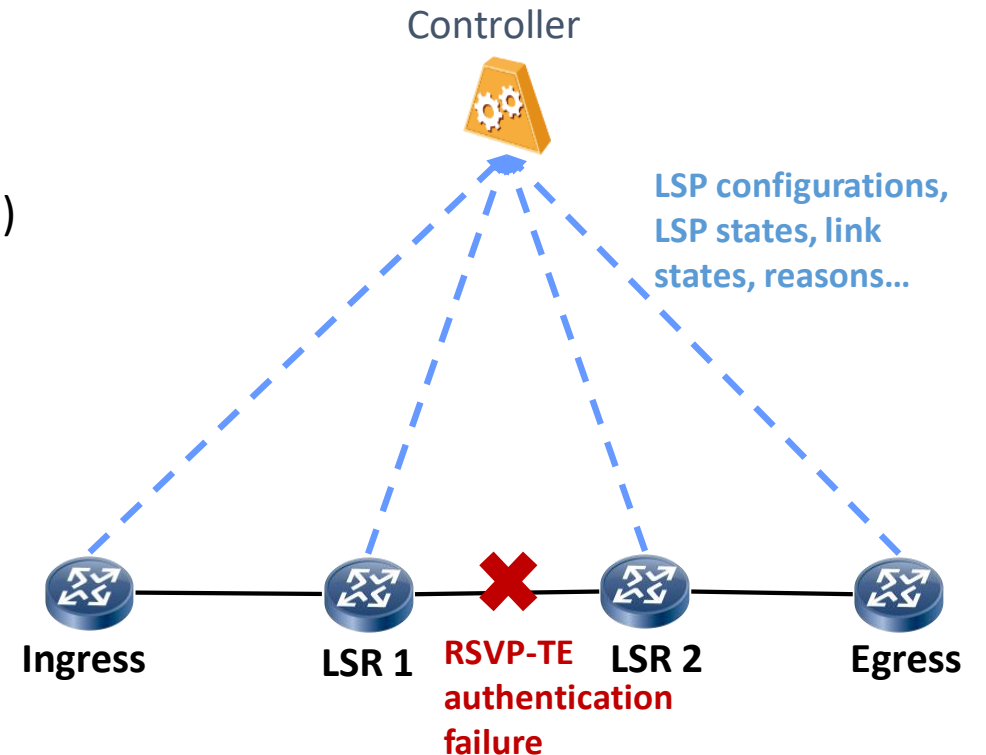 Controller
LSP configurations,
LSP states, link
states, reasons...
)
Ingress
LSR 1
RSVP-TE
authentication
failure
LSR 2
Egress